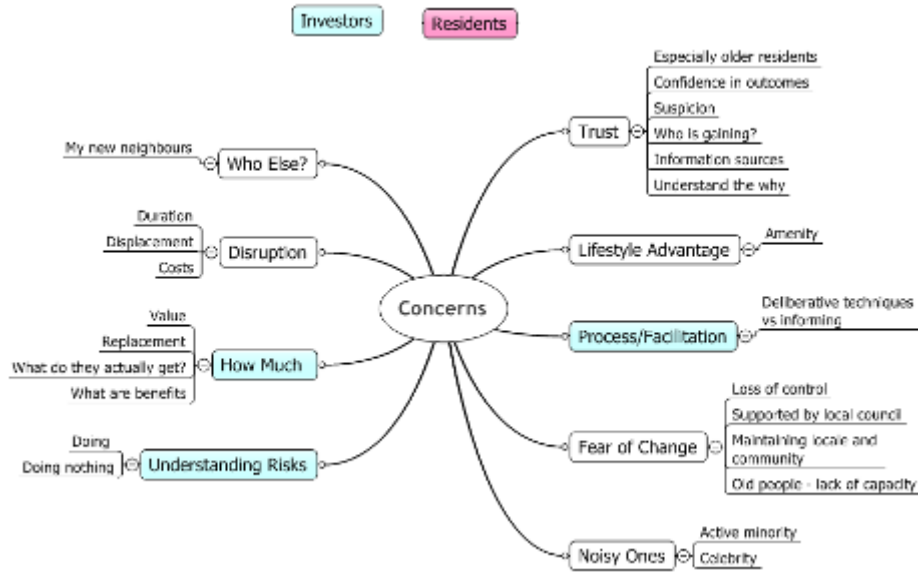 Investors
Residents
Concerns
Trust
Especially older residents
Confidence in outcomes
Suspicion
Who is gaining?
Information sources
Understand the why
Lifestyle Advantage
Amenity
Process/Facilitation
Deliberative techniques
vs informing
Fear of Change
Loss of control
Supported by local council
Maintaining locale and
community
Old people - lack of capacity
Noisy Ones
Active minority
Celebrity
Who Else?
My new neighbours
Disruption
Duration
Displacement
Costs
How Much
Value
Replacement
What do they actually get?
What are benefits
Understanding Risks
Doing
Doing nothing